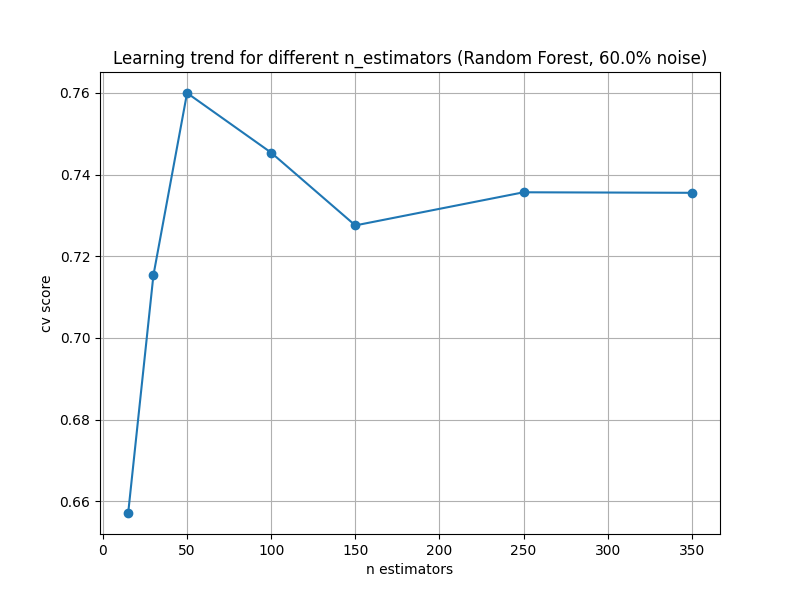 Learning trend for different n_estimators (Random Forest, 60.0% noise)
0.76
0.74
0.72
0.70
0.68
0.66
cv score
0 50 100 150 200 250 300 350
n estimators